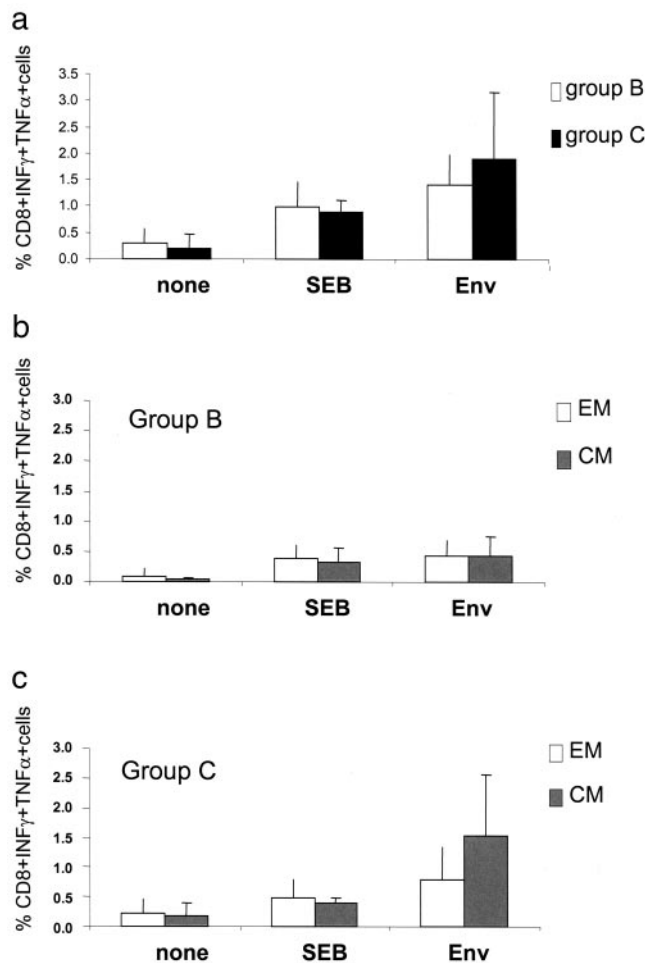 a
% CD8+INFγ+TNFα+cells
3.5
3.0
2.5
2.0
1.5
1.0
0.5
0.0
none SEB Env
group B
group C
b
% CD8+INFγ+TNFα+cells
3.0
2.5
2.0
1.5
1.0
0.5
0.0
Group B
none SEB Env
EM
CM
c
% CD8+INFγ+TNFα+cells
3.0
2.5
2.0
1.5
1.0
0.5
0.0
Group C
none SEB Env
EM
CM